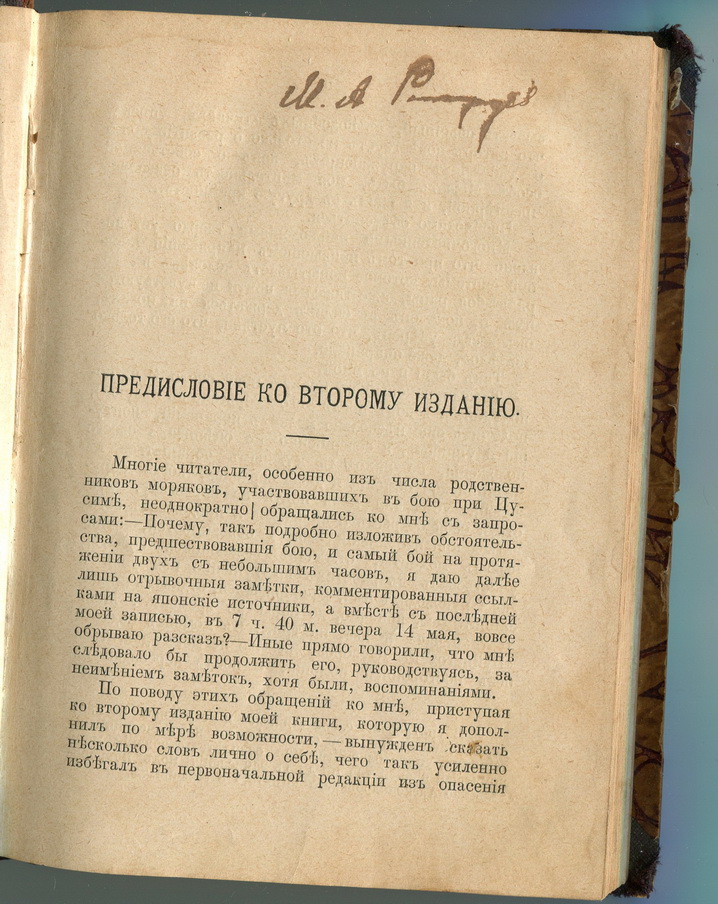 М. А
ПРЕДИСЛОВІЕ КО ВТОРОМУ ИЗДАНІЮ.
Многіе читатели, особенно изъ числа родствен-
никовъ моряковъ, участвовавшихъ въ бою при Цу-
симѣ, неоднократно обращались ко мнѣ съ запро-
сами:—Почему, такъ подробно изложивъ обстоятель-
ства, предшествовавшія бою, и самый бой на протя-
женіи двухъ съ небольшимъ часовъ, я даю далѣе
лишь отрывочныя замѣтки, комментированныя ссыл-
ками на японскіе источники, а вмѣстѣ съ послѣдней
моей записью, въ 7 ч. 40 м. вечера 14 мая, вовсе
обрываю разсказъ?—Иные прямо говорили, что мнѣ
слѣдовало бы продолжить его, руководствуясь, за
неимѣніемъ замѣтокъ, хотя были, воспоминаніями.
По поводу этихъ обращеній ко мнѣ, приступая
ко второму изданію моей книги, которую я допол-
нилъ по мѣрѣ возможности,—вынужденъ сказать
нѣсколько словъ лично о себѣ, чего такъ усиленно
избѣгалъ въ первоначальной редакціи изъ опасенія